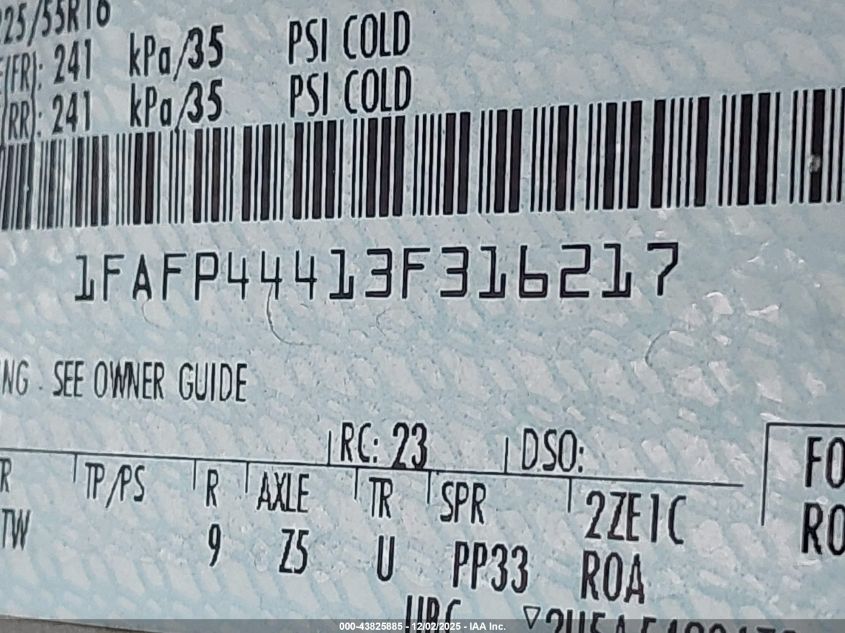 225/55R16
(FR): 241 kPa/35 PSI COLD
(RR): 241 kPa/35 PSI COLD
1FAFP44413F316217
NG . SEE OWNER GUIDE
RC: 23 DSO:
R TP/PS R AXLE TR SPR 2ZE1C FO
TW 9 Z5 U PP33 ROA RO
000-43825885 - 12/02/2025 - IAA Inc.